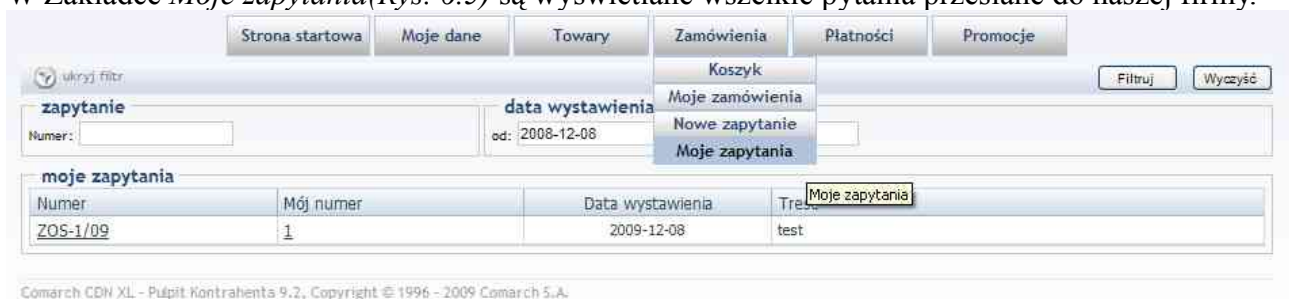 W Zakładce Moje zapytania(Rys. 6.5) są wyświetlane wszelkie pytania przesłane do naszej firmy.
Strona startowa Moje dane Towary Zamówienia Płatności Promocje
ukryj filtr Koszyk Filtruj Wyczyść
Moje zamówienia
zapytanie data wystawienia
Nowe zapytanie
Numer: od: 2008-12-08
Moje zapytania
moje zapytania
Moje zapytania
Numer Mój numer Data wystawienia
ZOS-1/09 1 2009-12-08 test
Comarch CDN XL - Pulpit Kontrahenta 9.2, Copyright © 1996 - 2009 Comarch S.A.